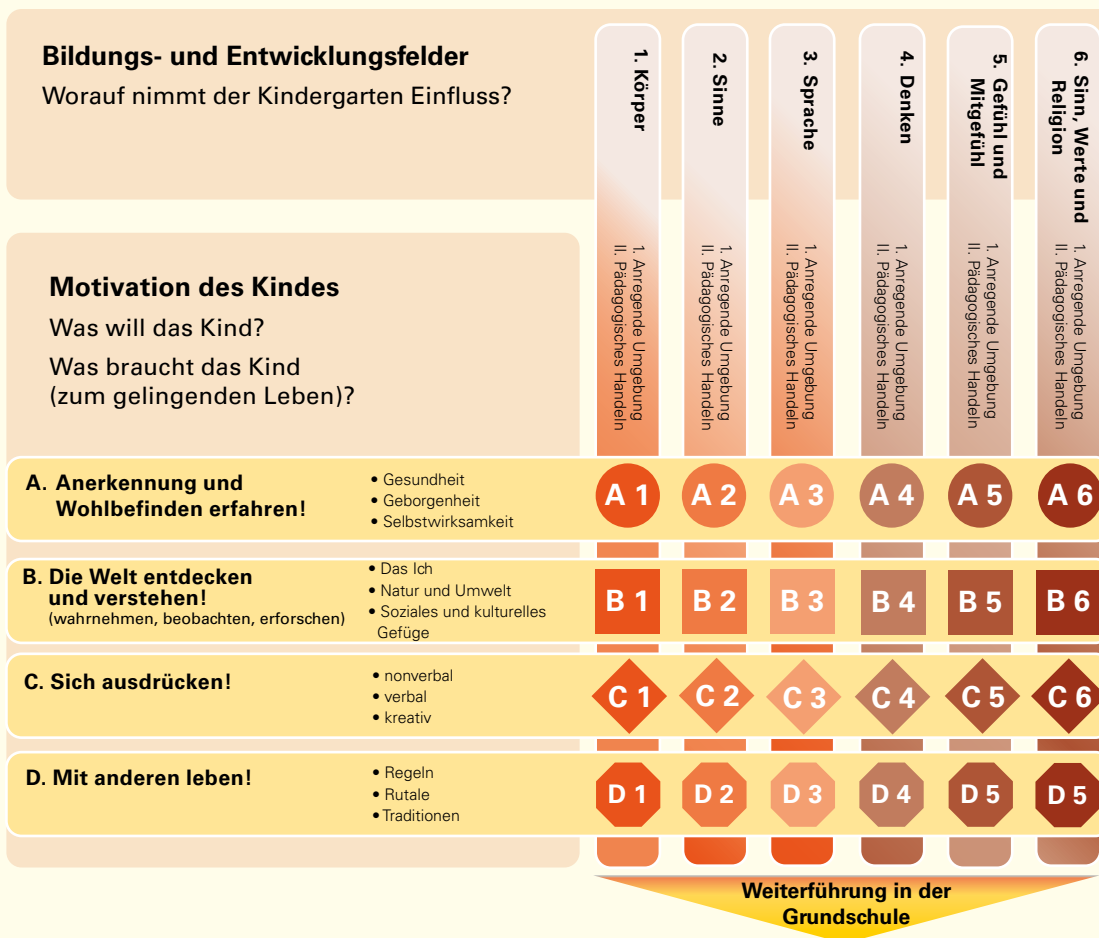 Bildungs- und Entwicklungsfelder
Worauf nimmt der Kindergarten Einfluss?
1. Körper
2. Sinne
3. Sprache
4. Denken
5. Gefühl und
Mitgefühl
6. Sinn, Werte und
Religion
1. Anregende Umgebung
II. Pädagogisches Handeln
1. Anregende Umgebung
II. Pädagogisches Handeln
1. Anregende Umgebung
II. Pädagogisches Handeln
1. Anregende Umgebung
II. Pädagogisches Handeln
1. Anregende Umgebung
II. Pädagogisches Handeln
1. Anregende Umgebung
II. Pädagogisches Handeln
Motivation des Kindes
Was will das Kind?
Was braucht das Kind
(zum gelingenden Leben)?
A. Anerkennung und
Wohlbefinden erfahren!
• Gesundheit
• Geborgenheit
• Selbstwirksamkeit
A 1 A 2 A 3 A 4 A 5 A 6
B. Die Welt entdecken
und verstehen!
(wahrnehmen, beobachten, erforschen)
• Das Ich
• Natur und Umwelt
• Soziales und kulturelles
Gefüge
B 1 B 2 B 3 B 4 B 5 B 6
C. Sich ausdrücken!
• nonverbal
• verbal
• kreativ
C 1 C 2 C 3 C 4 C 5 C 6
D. Mit anderen leben!
• Regeln
• Rutale
• Traditionen
D 1 D 2 D 3 D 4 D 5 D 5
Weiterführung in der
Grundschule